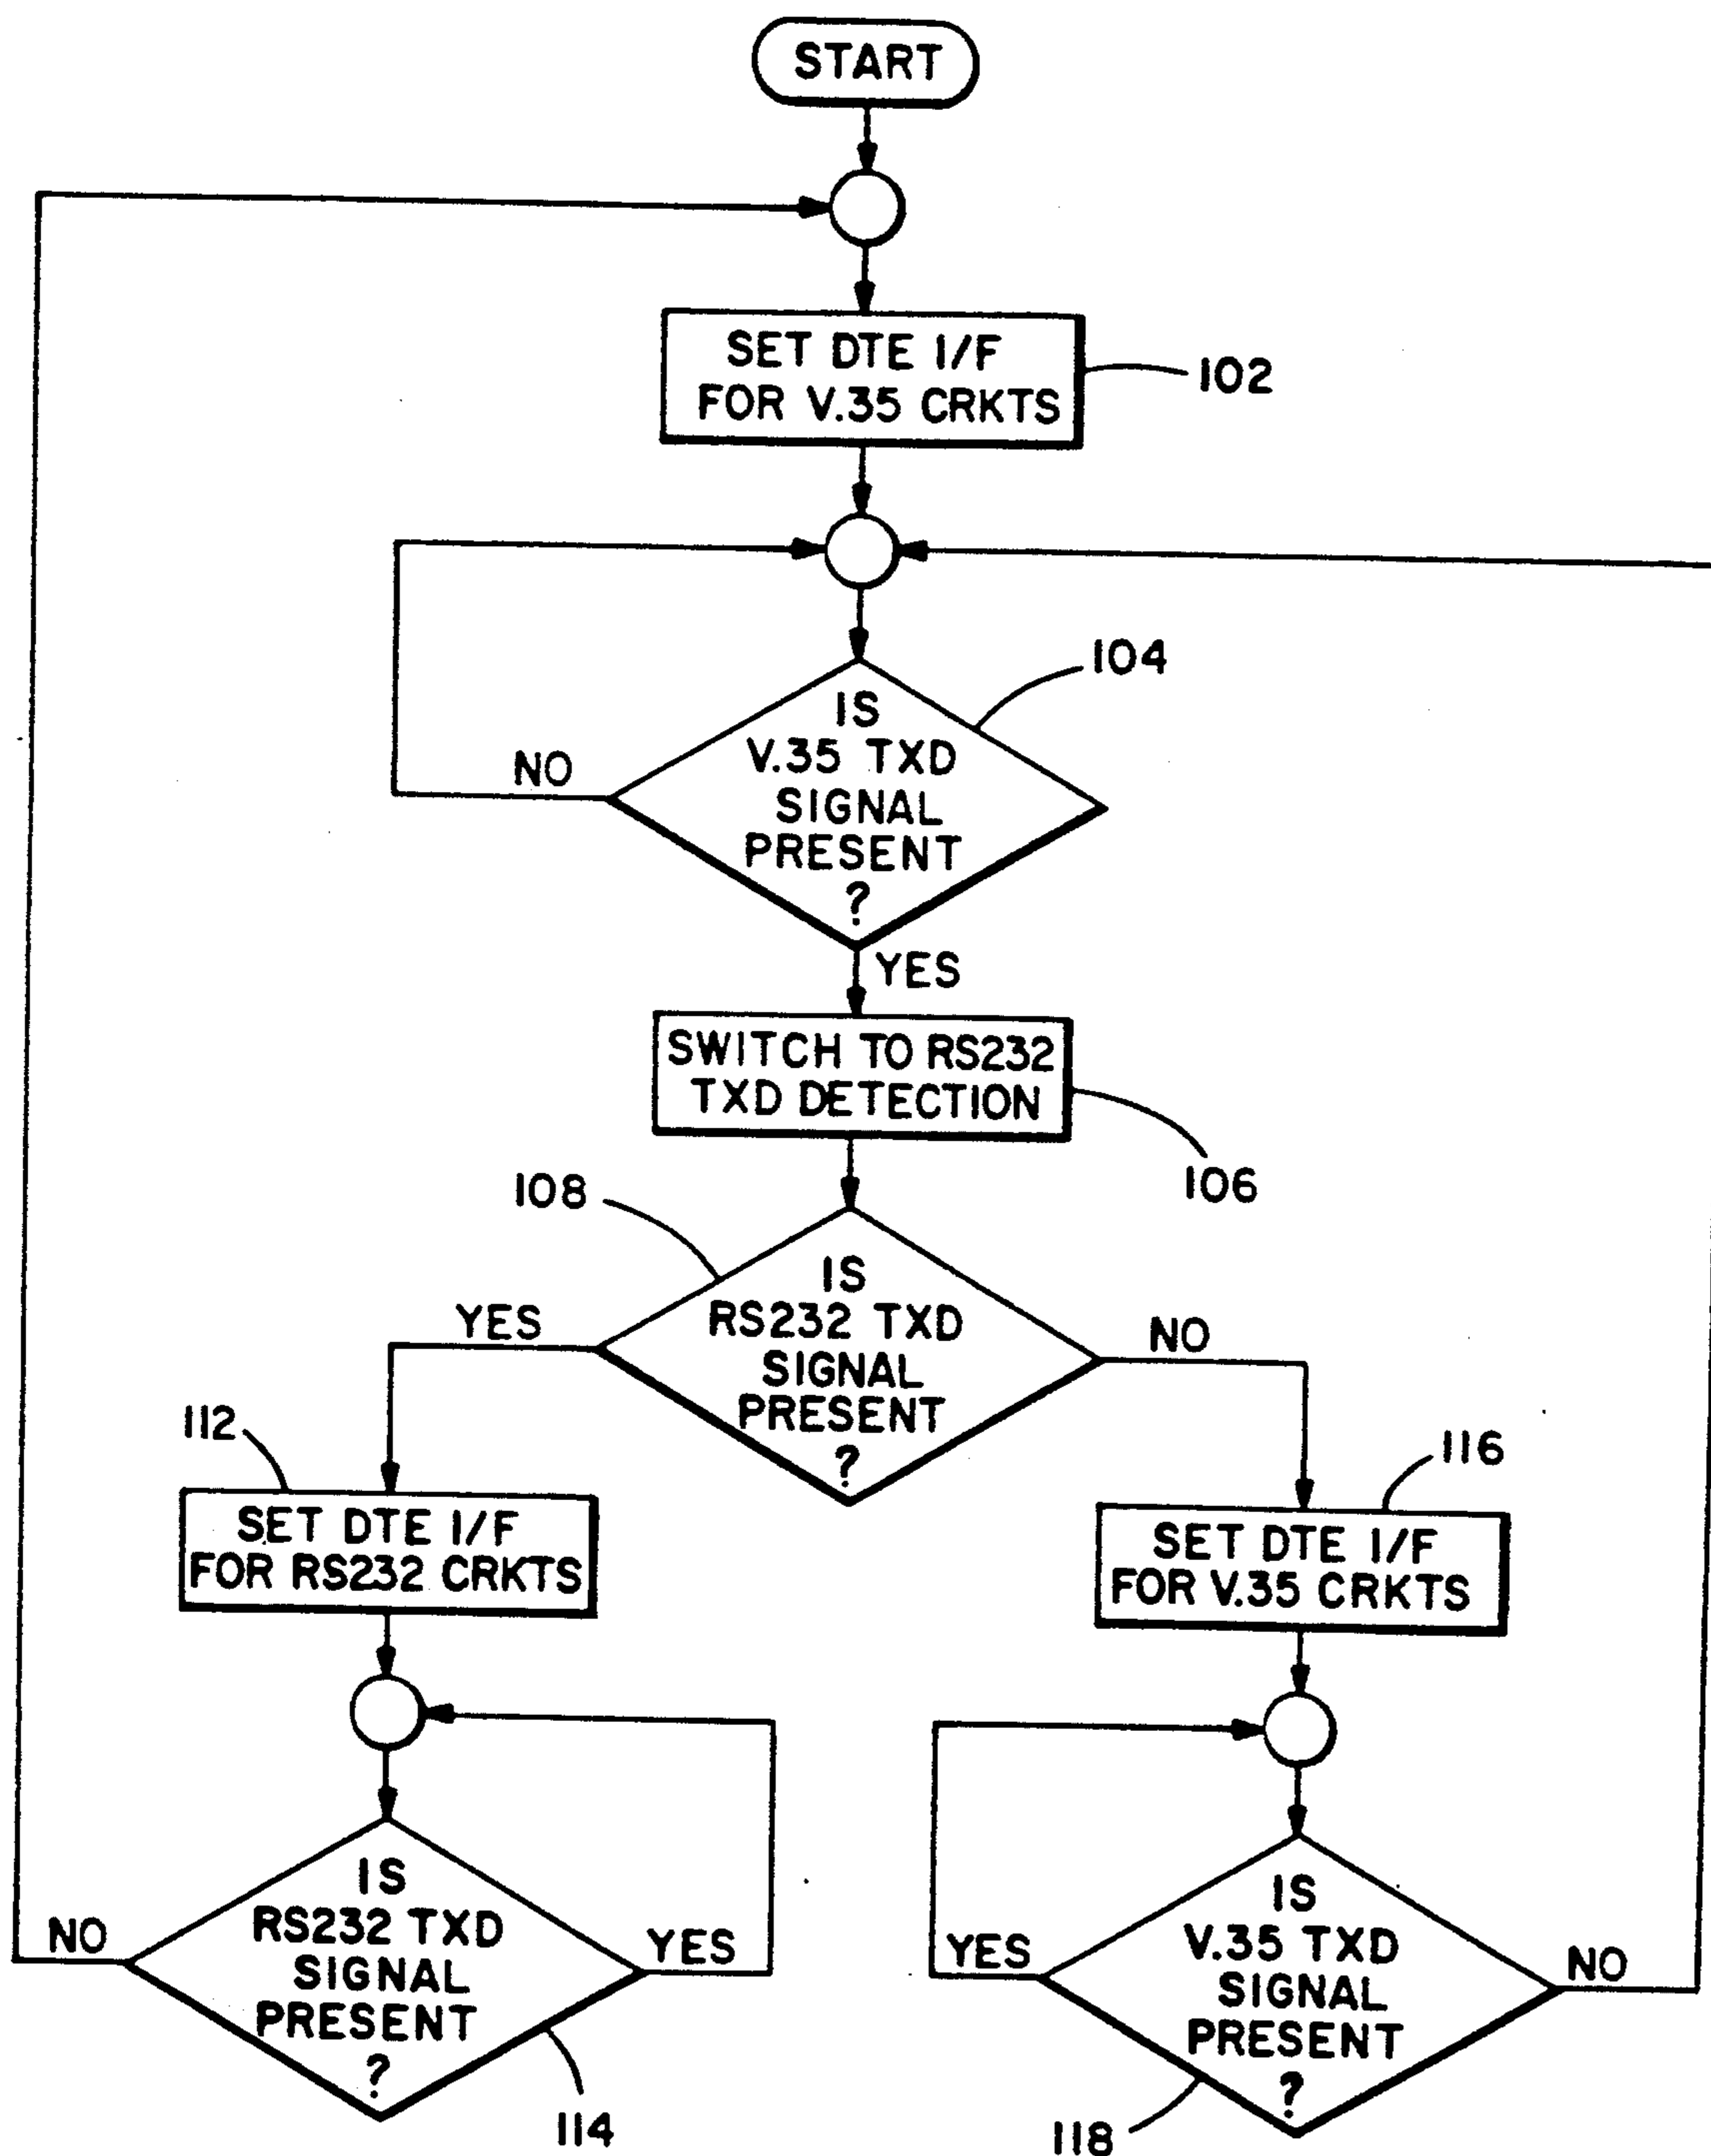 START
SET DTE I/F
FOR V.35 CRKTS
102
104
IS
V.35 TXD
SIGNAL
PRESENT
?
NO
YES
SWITCH TO RS232
TXD DETECTION
106
108
IS
RS232 TXD
SIGNAL
PRESENT
?
YES
NO
112
SET DTE I/F
FOR RS232 CRKTS
116
SET DTE I/F
FOR V.35 CRKTS
IS
RS232 TXD
SIGNAL
PRESENT
?
NO
YES
114
IS
V.35 TXD
SIGNAL
PRESENT
?
YES
NO
118